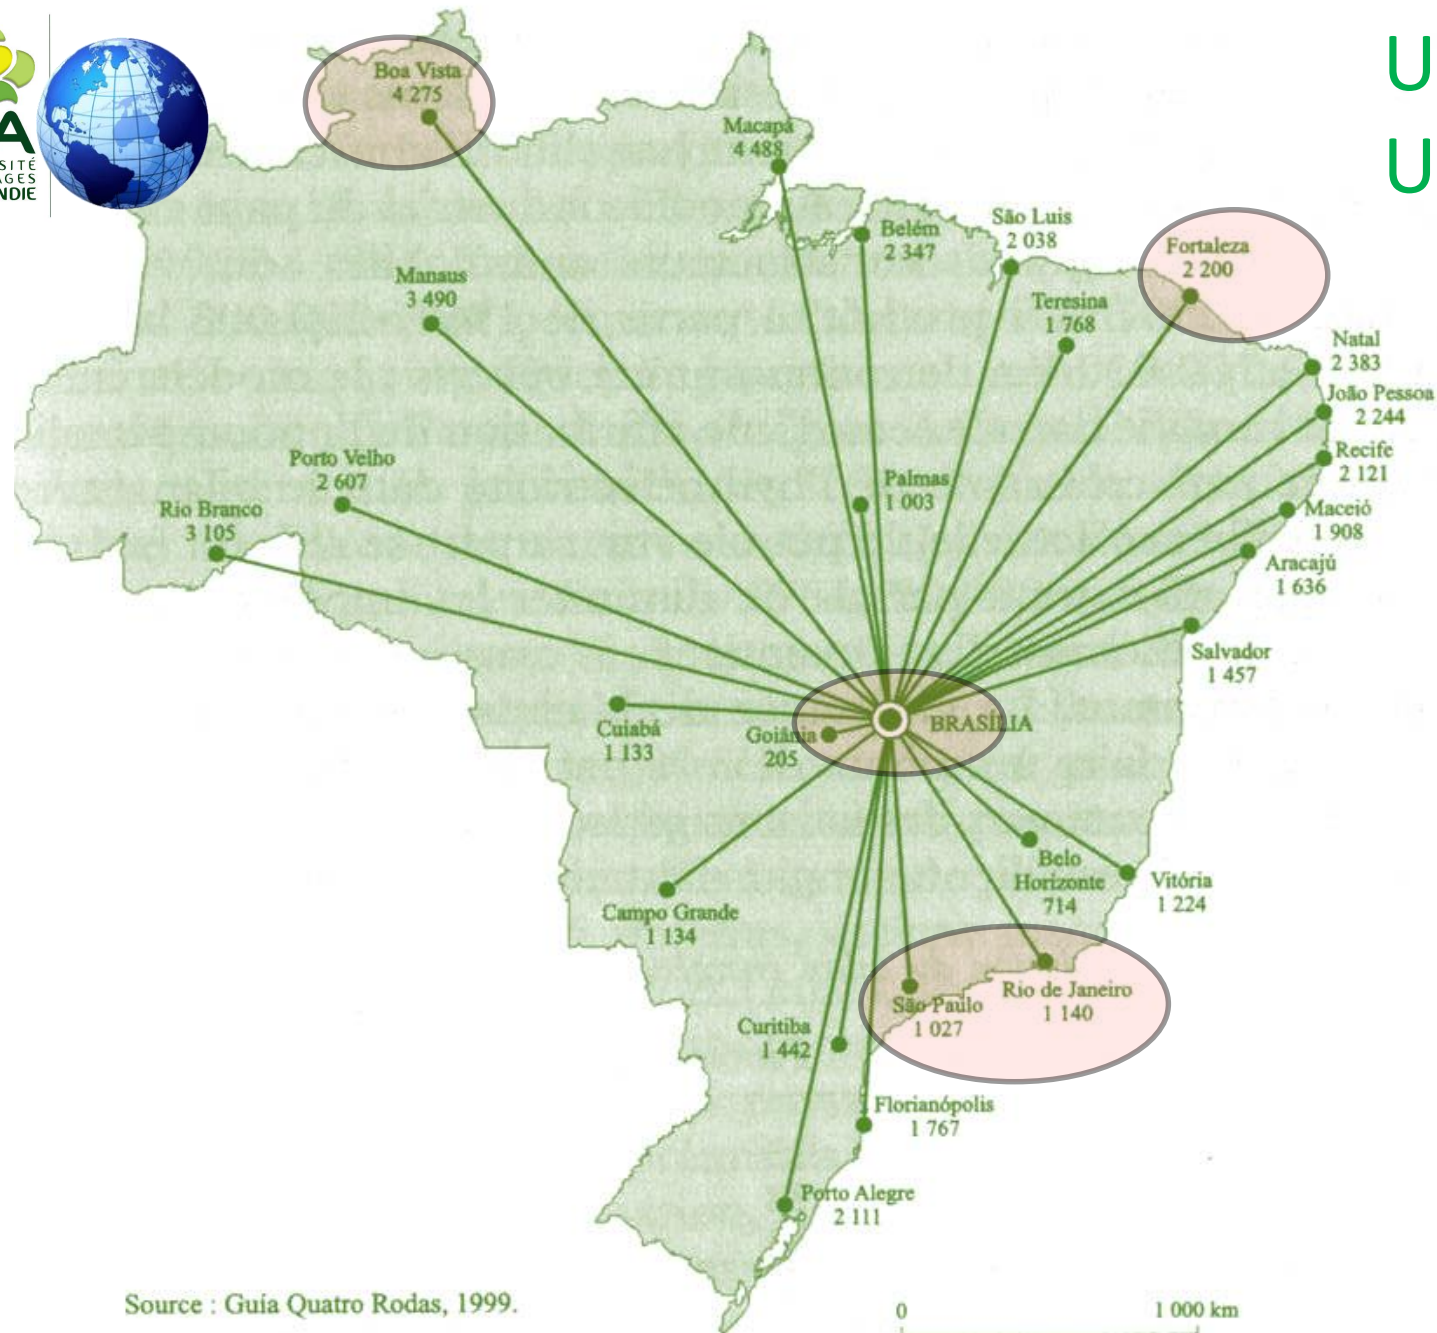 U
U
A
SITÉ
AGES
NDIE
Boa Vista
4 275
Macapá
4 488
Belém
2 347
São Luis
2 038
Fortaleza
2 200
Manaus
3 490
Teresina
1 768
Natal
2 383
João Pessoa
2 244
Recife
2 121
Porto Velho
2 607
Palmas
1 003
Rio Branco
3 105
Maceió
1 908
Aracajú
1 636
Salvador
1 457
Cuiabá
1 133
Goiânia
205
BRASÍLIA
Belo
Horizonte
714
Vitória
1 224
Campo Grande
1 134
São Paulo
1 027
Rio de Janeiro
1 140
Curitiba
1 442
Florianópolis
1 767
Porto Alegre
2 111
Source : Guía Quatro Rodas, 1999.
0 1 000 km